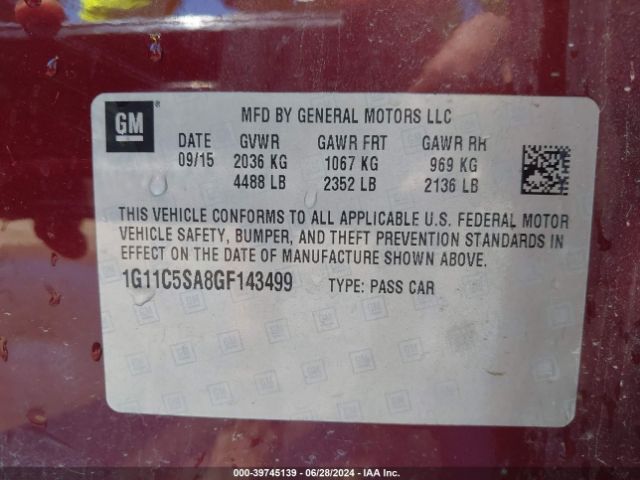 GM
MFD BY GENERAL MOTORS LLC
DATE GVWR GAWR FRT GAWR RR
09/15 2036 KG 1067 KG 969 KG
4488 LB 2352 LB 2136 LB
THIS VEHICLE CONFORMS TO ALL APPLICABLE U.S. FEDERAL MOTOR
VEHICLE SAFETY, BUMPER, AND THEFT PREVENTION STANDARDS IN
EFFECT ON THE DATE OF MANUFACTURE SHOWN ABOVE.
1G11C5SA8GF143499 TYPE: PASS CAR
000-39745139 - 06/28/2024 - IAA Inc.